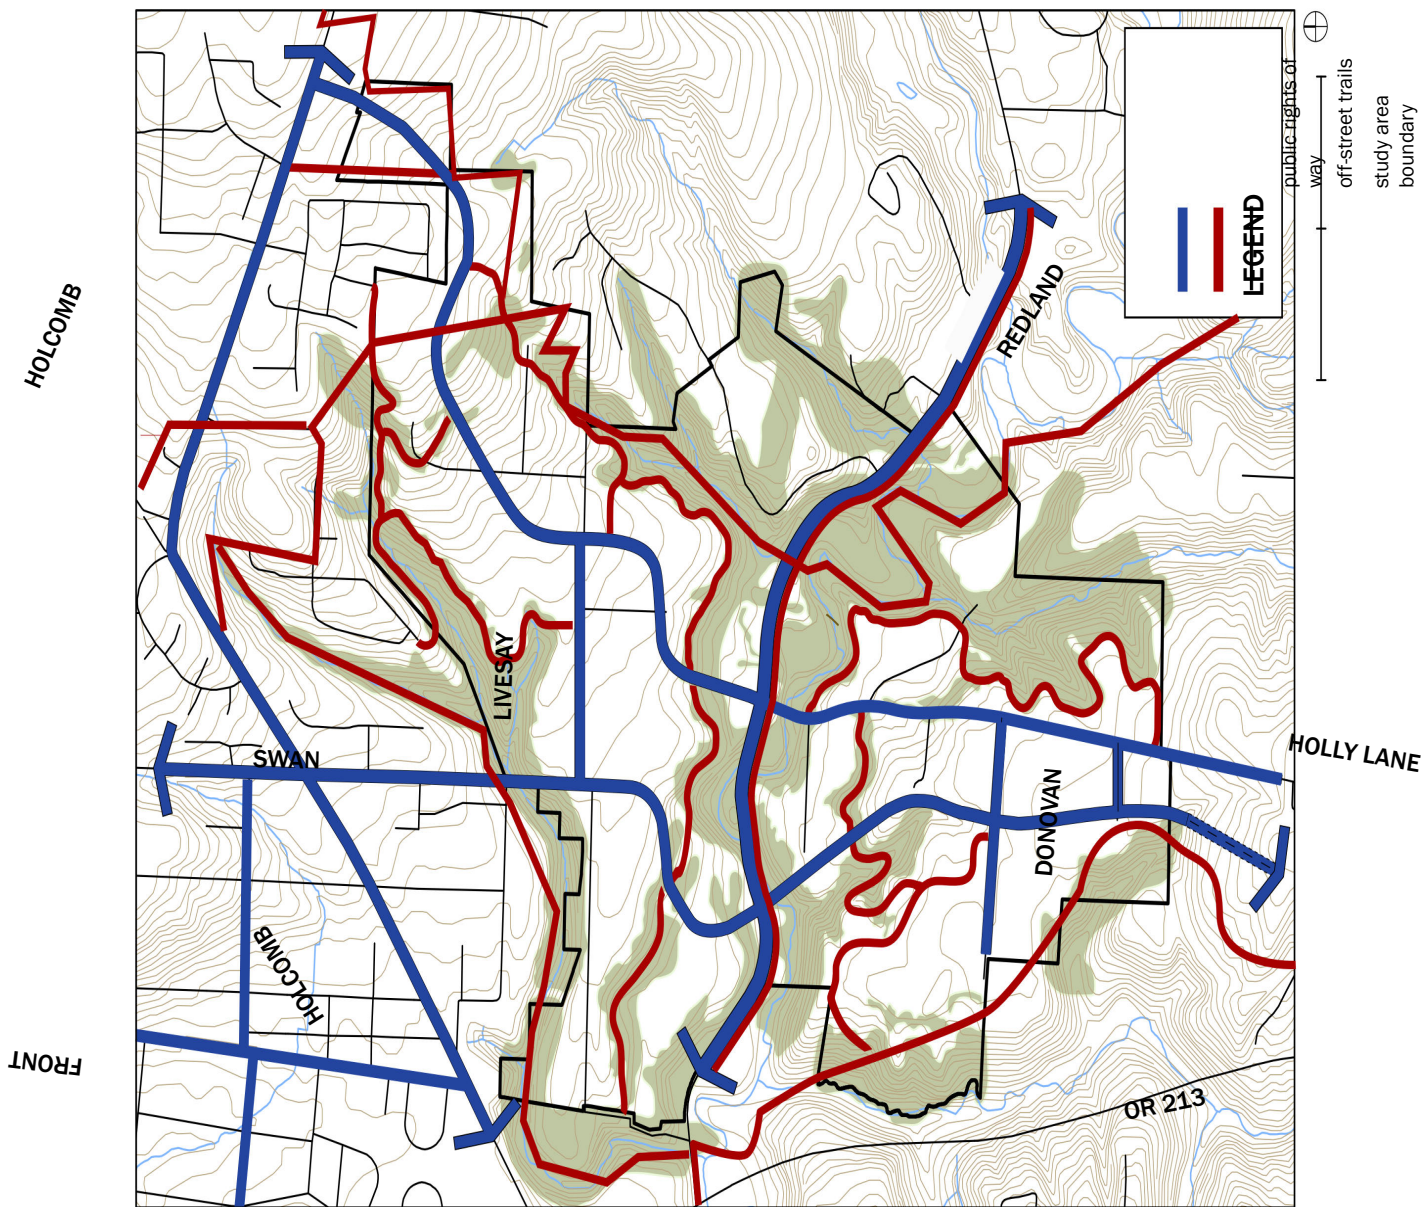 public rights of
way
off-street trails
study area
boundary
LEGEND
REDLAND
HOLCOMB
LIVESAY
SWAN
HOLLY LANE
DONOVAN
HOLCOMB
FRONT
OR 213